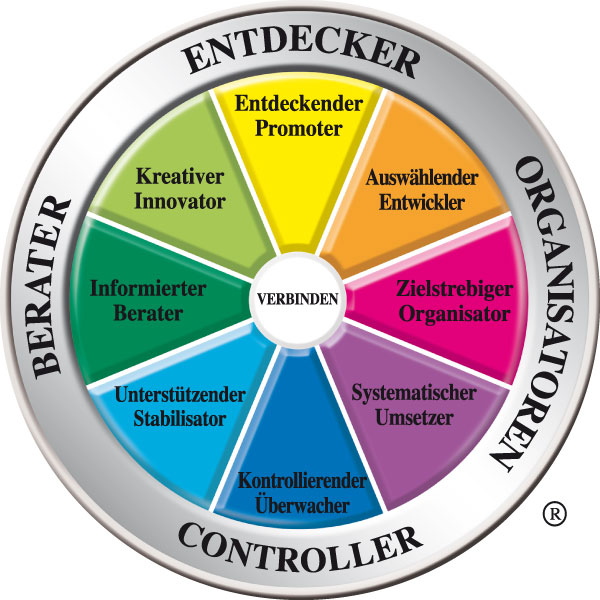 ENTDECKER
Entdeckender
Promoter
Kreativer
Innovator
Auswählender
Entwickler
BERATER
ORGANISATOREN
Informierter
Berater
VERBINDEN
Zielstrebiger
Organisator
Unterstützender
Stabilisator
Systematischer
Umsetzer
Kontrollierender
Überwacher
CONTROLLER
®